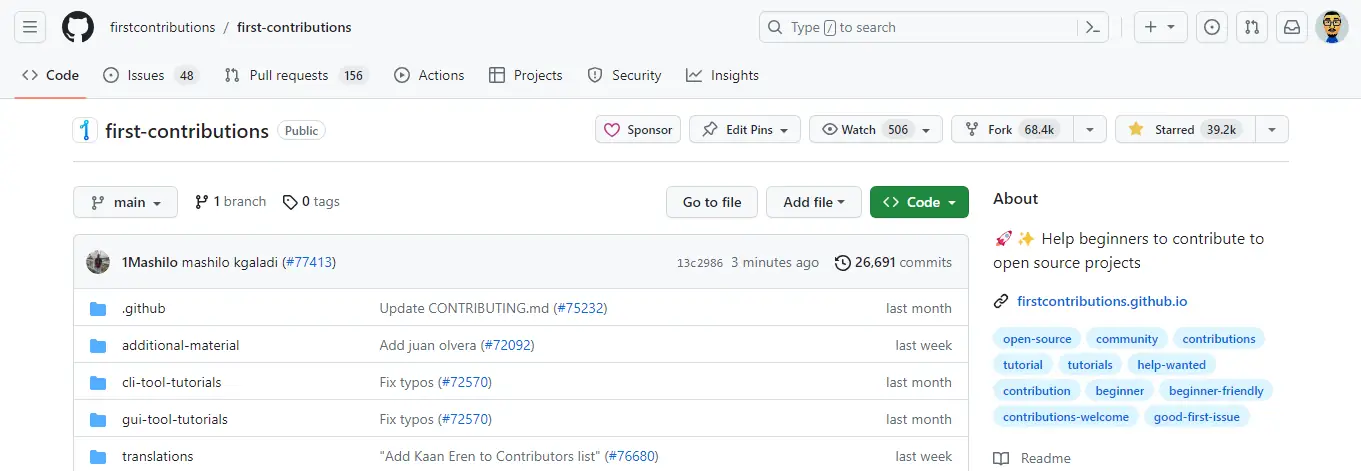 firstcontributions / first-contributions
Type / to search
Code Issues 48 Pull requests 156 Actions Projects Security Insights
first-contributions Public
Sponsor Edit Pins Watch 506 Fork 68.4k Starred 39.2k
main 1 branch 0 tags Go to file Add file Code
1Mashilo mashilo kgaladi (#77413) 13c2986 3 minutes ago 26,691 commits
.github Update CONTRIBUTING.md (#75232) last month
additional-material Add juan olvera (#72092) last week
cli-tool-tutorials Fix typos (#72570) last month
gui-tool-tutorials Fix typos (#72570) last month
translations "Add Kaan Eren to Contributors list" (#76680) last week
About
🚀 ✨ Help beginners to contribute to
open source projects
firstcontributions.github.io
open-source community contributions
tutorial tutorials help-wanted
contribution beginner beginner-friendly
contributions-welcome good-first-issue
Readme